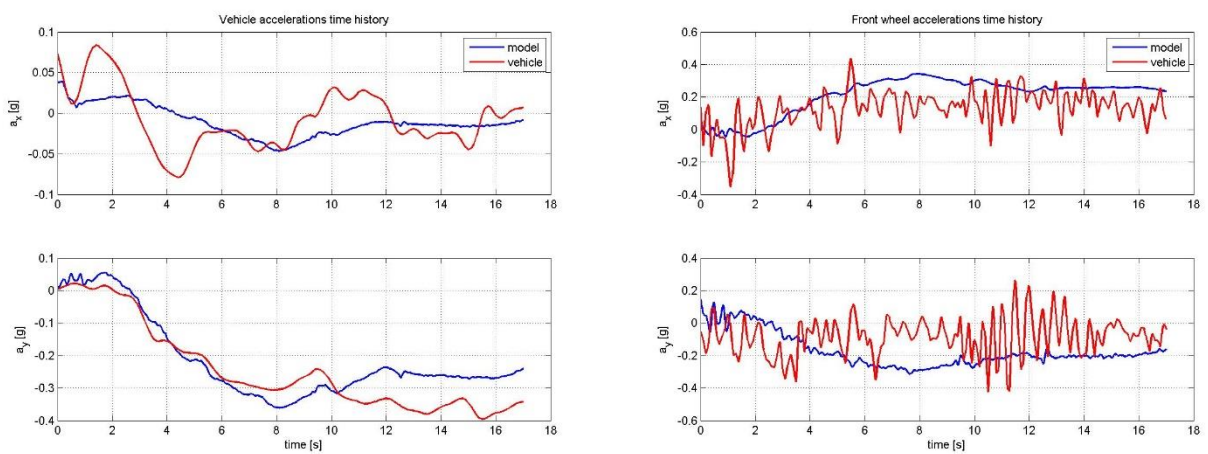 Vehicle accelerations time history
0.1
0.05
0
-0.05
-0.1
a_x [g]
model
vehicle
0 2 4 6 8 10 12 14 16 18
0.1
0
-0.1
-0.2
-0.3
-0.4
a_y [g]
0 2 4 6 8 10 12 14 16 18
time [s]
Front wheel accelerations time history
0.6
0.4
0.2
0
-0.2
-0.4
a_x [g]
model
vehicle
0 2 4 6 8 10 12 14 16 18
0.4
0.2
0
-0.2
-0.4
-0.6
a_y [g]
0 2 4 6 8 10 12 14 16 18
time [s]